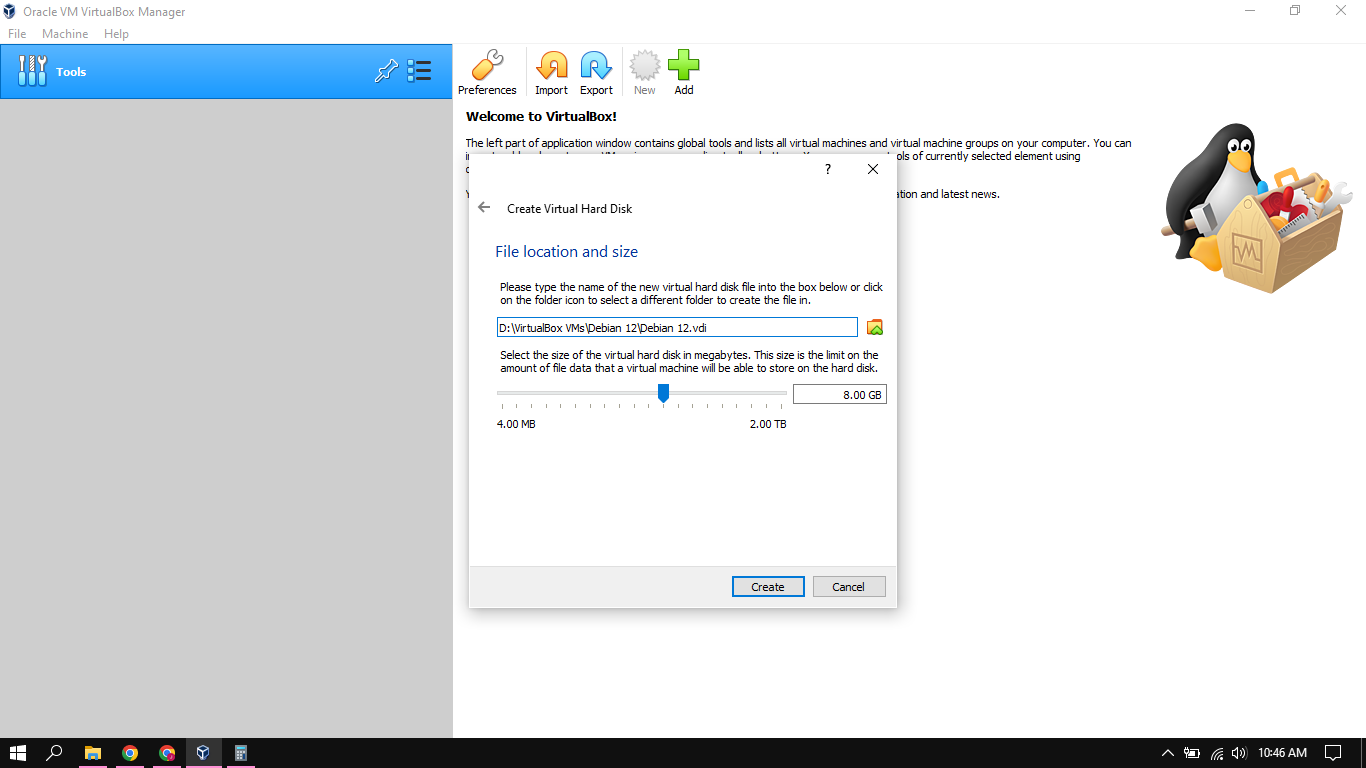 Oracle VM VirtualBox Manager
File Machine Help
Tools
Preferences Import Export New Add
Welcome to VirtualBox!
The left part of application window contains global tools and lists all virtual machines and virtual machine groups on your computer. You can
ols of currently selected element using
ation and latest news.
?
Create Virtual Hard Disk
File location and size
Please type the name of the new virtual hard disk file into the box below or click
on the folder icon to select a different folder to create the file in.
D:\VirtualBox VMs\Debian 12\Debian 12.vdi
Select the size of the virtual hard disk in megabytes. This size is the limit on the
amount of file data that a virtual machine will be able to store on the hard disk.
8.00 GB
4.00 MB 2.00 TB
Create Cancel
10:46 AM